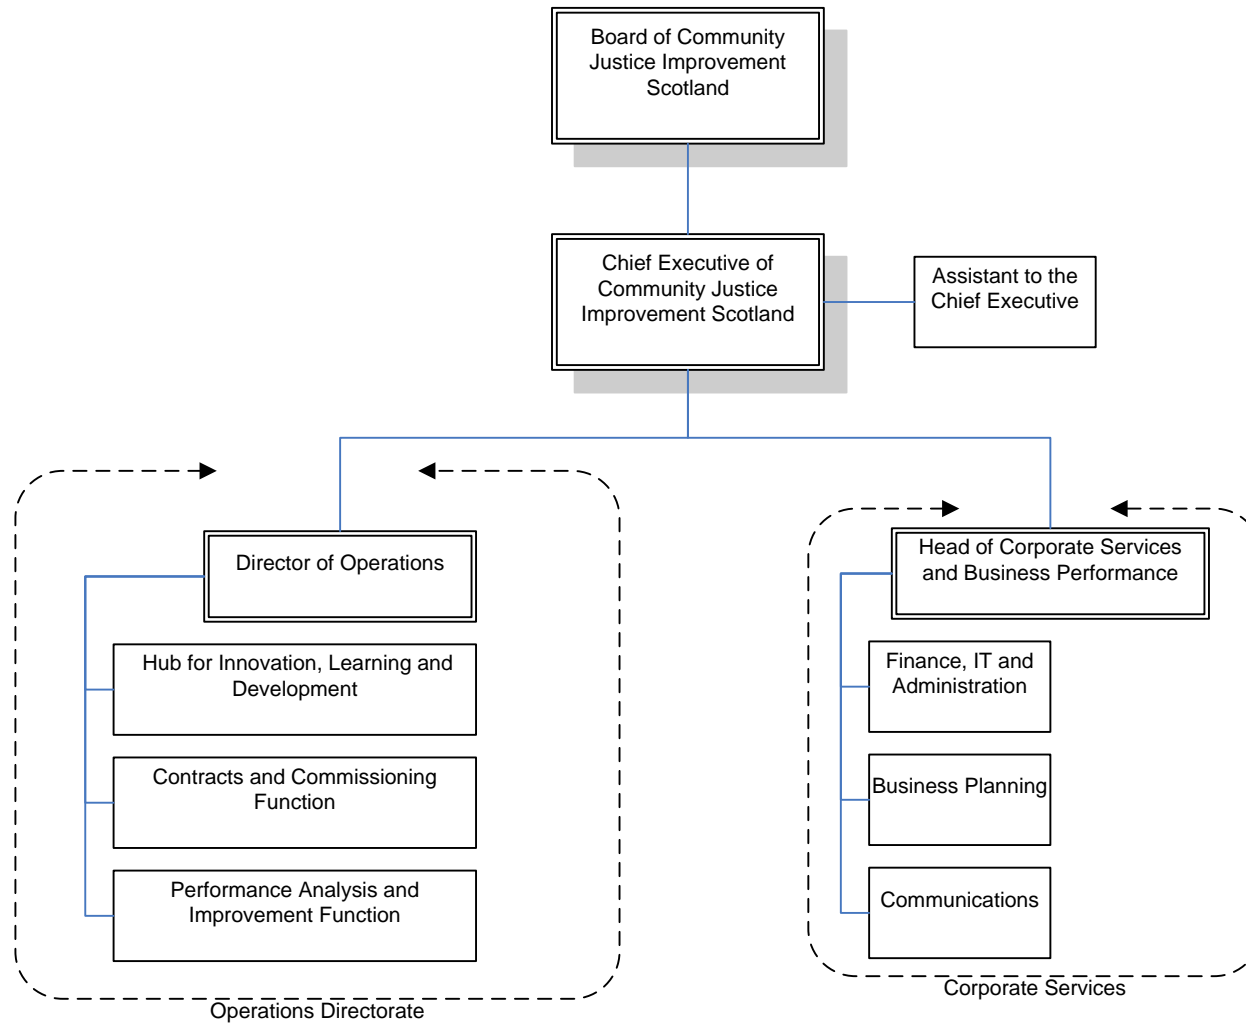 Board of Community
Justice Improvement
Scotland
Chief Executive of
Community Justice
Improvement Scotland
Assistant to the
Chief Executive
Director of Operations
Hub for Innovation, Learning and
Development
Contracts and Commissioning
Function
Performance Analysis and
Improvement Function
Operations Directorate
Head of Corporate Services
and Business Performance
Finance, IT and
Administration
Business Planning
Communications
Corporate Services